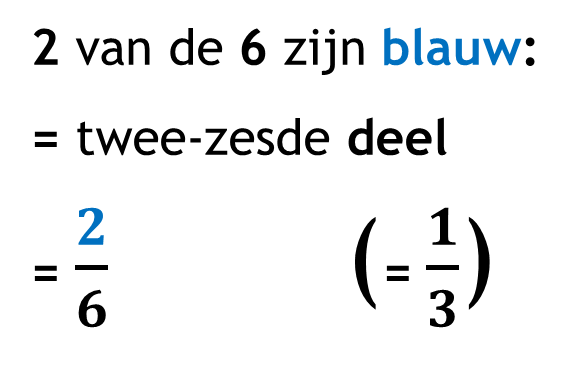 2 van de 6 zijn blauw:
= twee-zesde deel
= 2/6 (= 1/3)